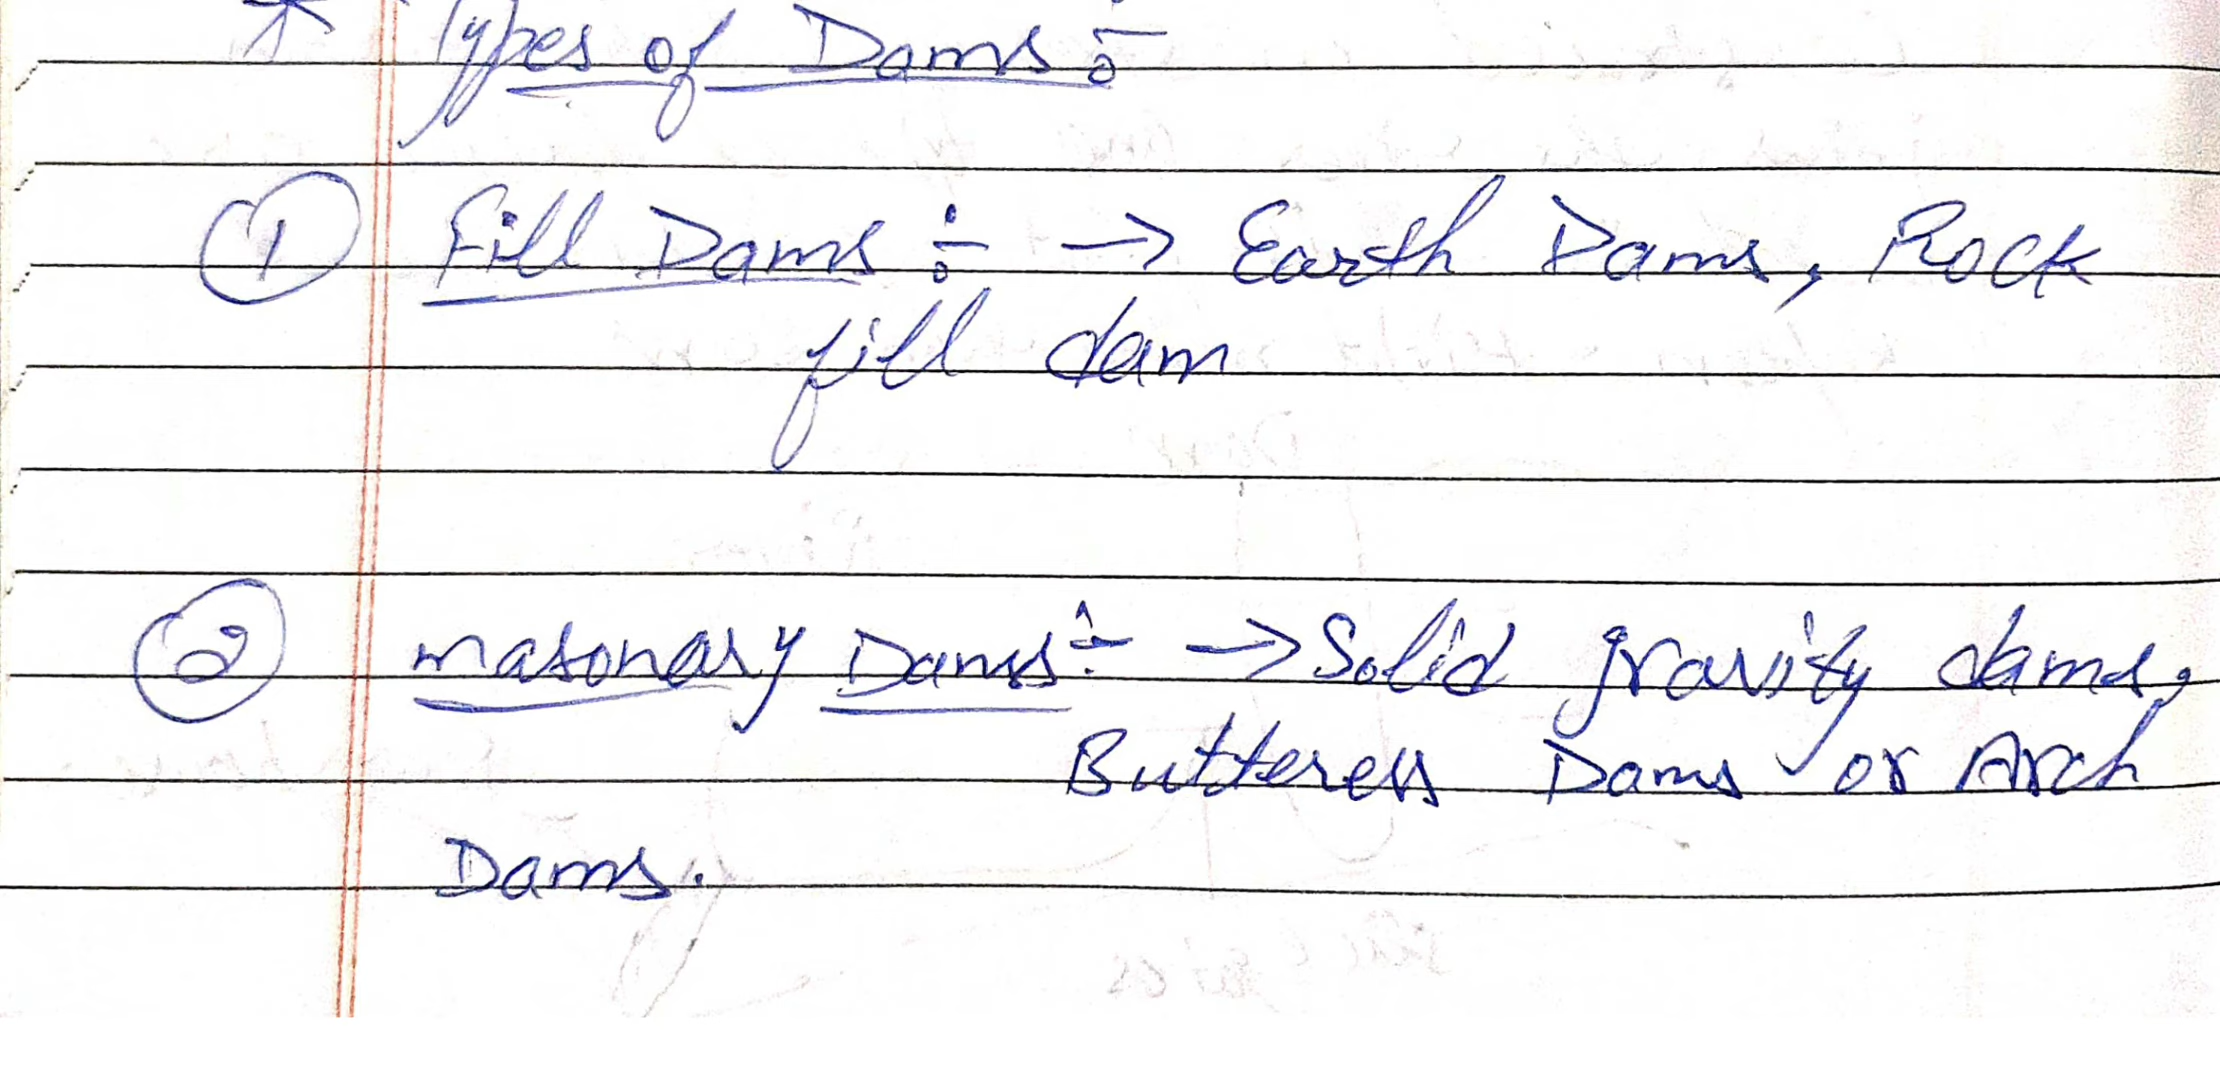 * Types of Dams :-
① Fill Dams :- → Earth Dams, Rock
fill dam
② masonary Dams :- → Solid gravity dams,
Butteress Dams or Arch
Dams.